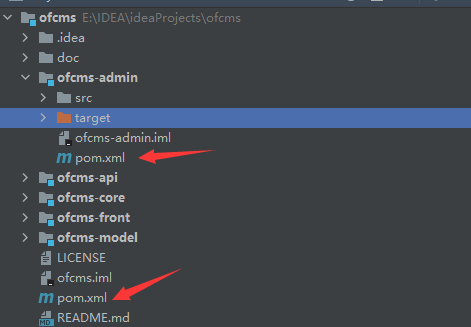 ofcms E:\IDEA\ideaProjects\ofcms
.idea
doc
ofcms-admin
src
target
ofcms-admin.iml
m pom.xml
ofcms-api
ofcms-core
ofcms-front
ofcms-model
LICENSE
ofcms.iml
m pom.xml
MD README.md